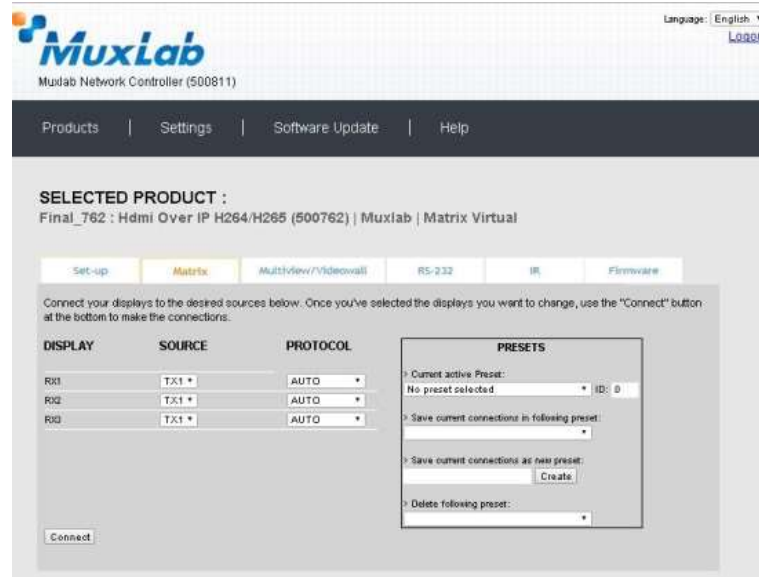 Language: English
MuxLab
Muxlab Network Controller (500811)
Products | Settings | Software Update | Help
SELECTED PRODUCT :
Final_762 : Hdmi Over IP H264/H265 (500762) | Muxlab | Matrix Virtual
Set-up Matrix Multiview/Videowall RS-232 IR Firmware
Connect your displays to the desired sources below. Once you've selected the displays you want to change, use the "Connect" button
at the bottom to make the connections.
DISPLAY SOURCE PROTOCOL
RX1 TX1 AUTO
RX2 TX1 AUTO
RX3 TX1 AUTO
PRESETS
> Current active Preset:
No preset selected ID: 0
> Save current connections in following preset:
> Save current connections as new preset:
Create
> Delete following preset:
Connect